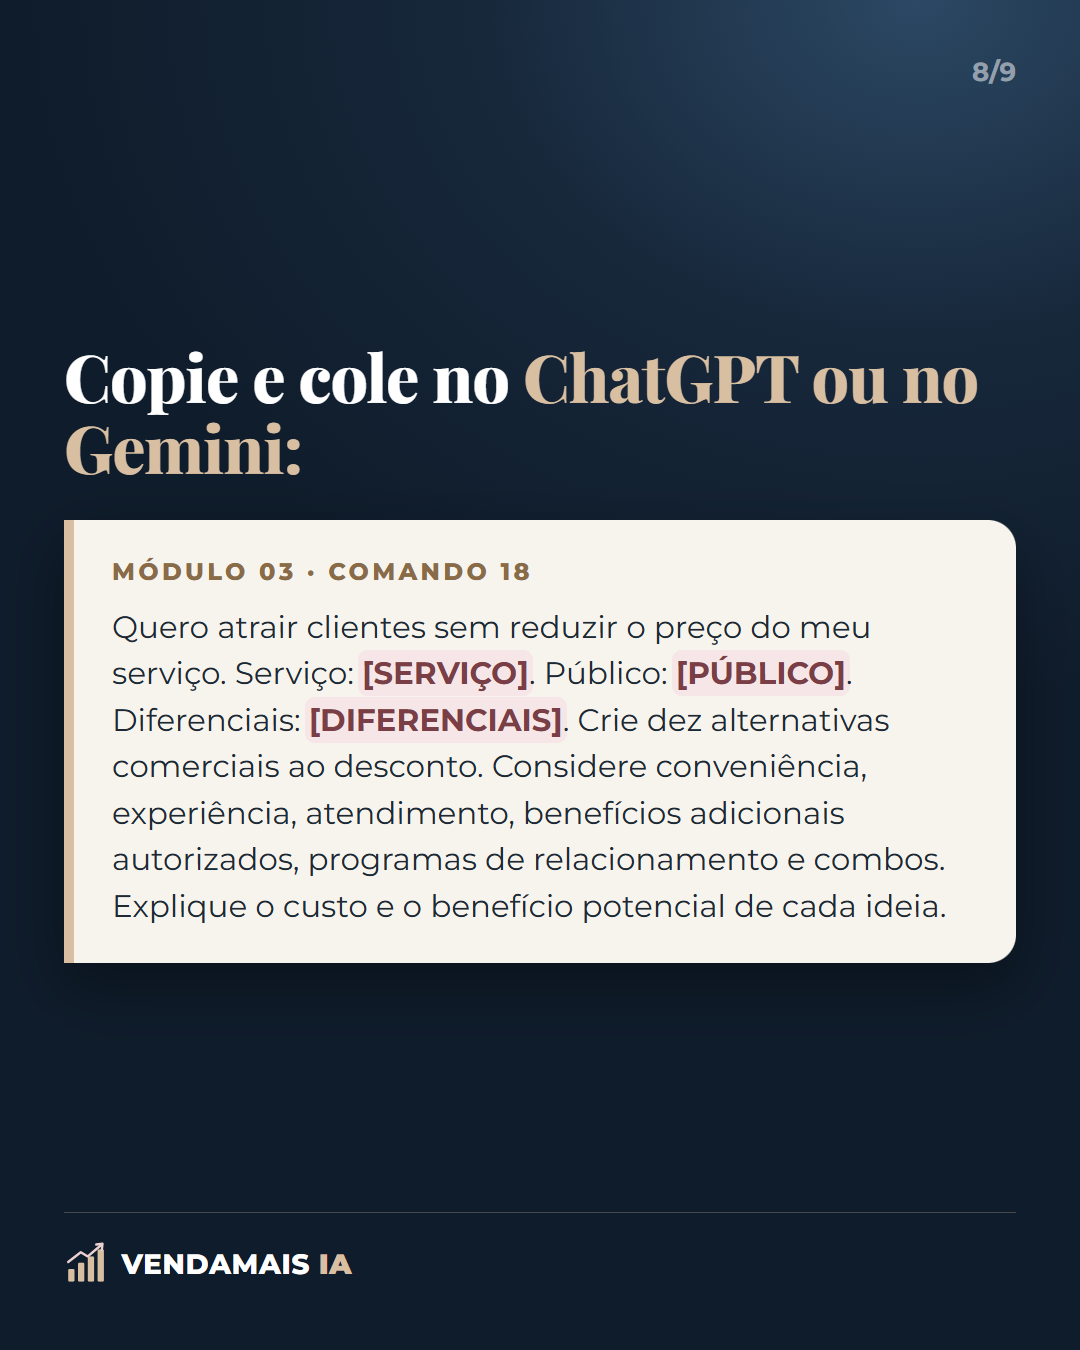 8/9
Copie e cole no ChatGPT ou no
Gemini:
MÓDULO 03 · COMANDO 18
Quero atrair clientes sem reduzir o preço do meu
serviço. Serviço: [SERVIÇO]. Público: [PÚBLICO].
Diferenciais: [DIFERENCIAIS]. Crie dez alternativas
comerciais ao desconto. Considere conveniência,
experiência, atendimento, benefícios adicionais
autorizados, programas de relacionamento e combos.
Explique o custo e o benefício potencial de cada ideia.
VENDAMAIS IA